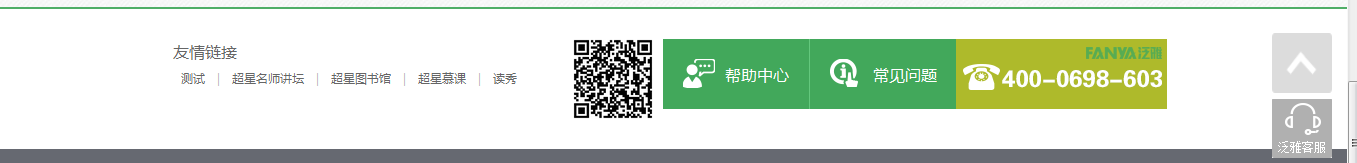 友情链接
测试 | 超星名师讲坛 | 超星图书馆 | 超星慕课 | 读秀
帮助中心
常见问题
FANYA泛雅
400-0698-603
泛雅客服